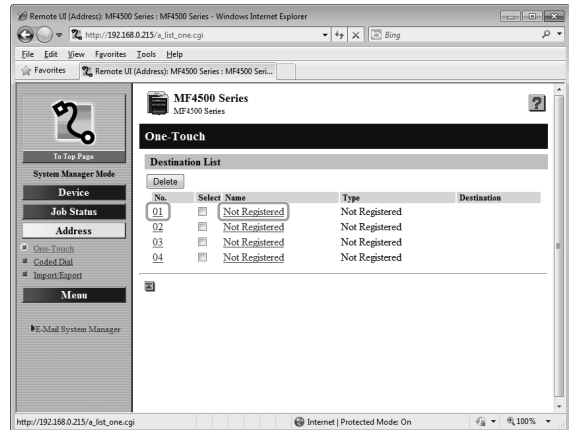 Remote UI (Address): MF4500 Series : MF4500 Series - Windows Internet Explorer
http://192.168.0.215/a_list_one.cgi
Bing
File Edit View Favorites Tools Help
Favorites
Remote UI (Address): MF4500 Series : MF4500 Seri...
MF4500 Series
MF4500 Series
?
One-Touch
To Top Page
System Manager Mode
Device
Job Status
Address
One-Touch
Coded Dial
Import/Export
Menu
E-Mail System Manager
Destination List
Delete
No. Select Name Type Destination
01 Not Registered Not Registered
02 Not Registered Not Registered
03 Not Registered Not Registered
04 Not Registered Not Registered
http://192.168.0.215/a_list_one.cgi
Internet | Protected Mode: On
100%